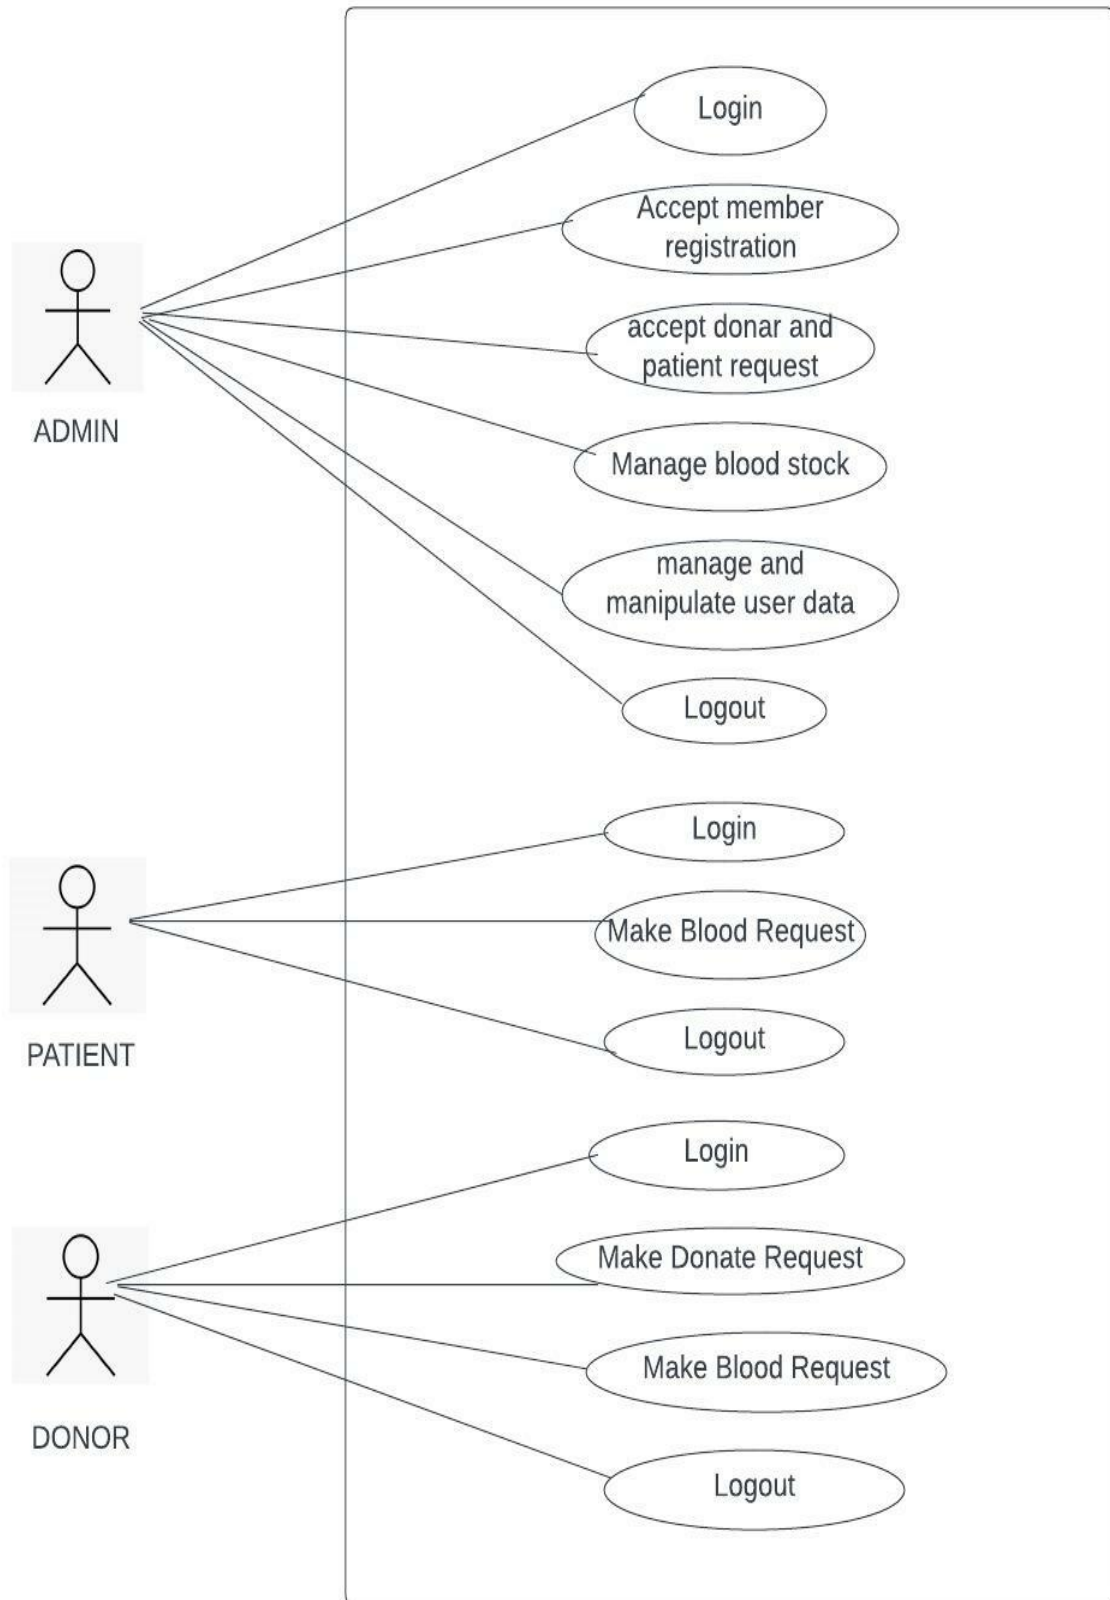 Login
Accept member
registration
accept donar and
patient request
ADMIN
Manage blood stock
manage and
manipulate user data
Logout
Login
Make Blood Request
Logout
PATIENT
Login
Make Donate Request
Make Blood Request
DONOR
Logout